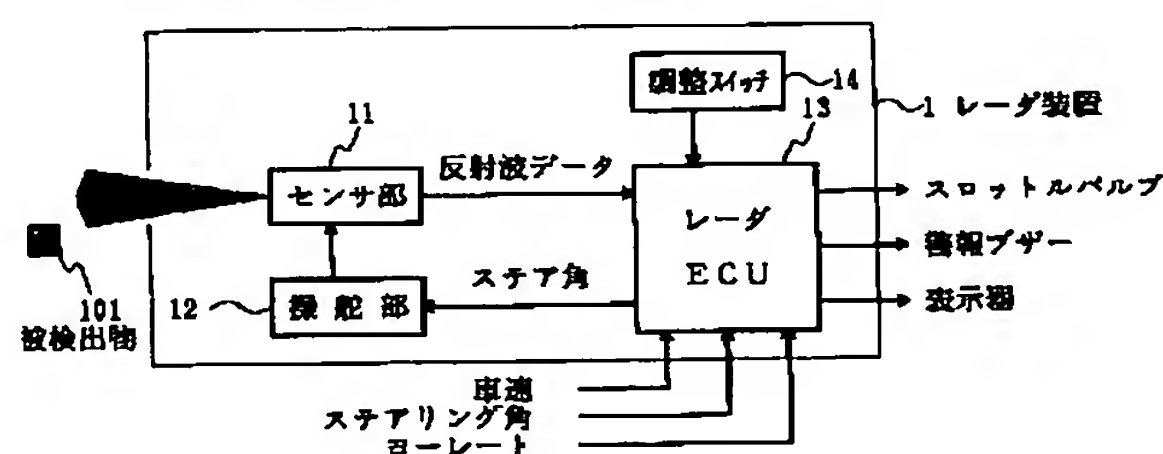 調整スイッチ
14
1 レーダ装置
11
13
反射波データ
センサ部
レーダ
ECU
スロットルバルブ
警報ブザー
表示器
ステア角
12
操舵部
101
被検出物
車速
ステアリング角
ヨーレート